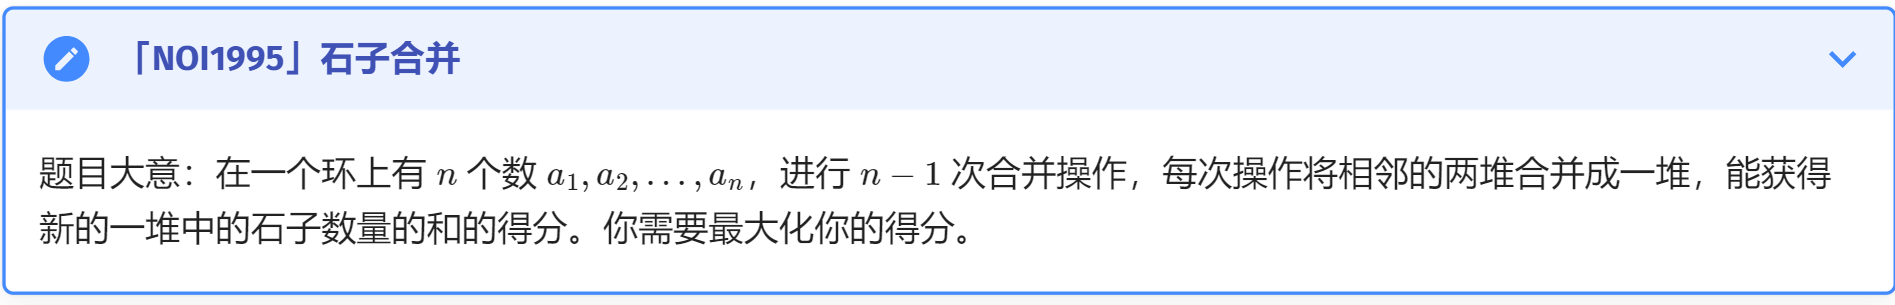 「NOI1995」石子合并
题目大意：在一个环上有 n 个数 a₁, a₂, …, aₙ，进行 n − 1 次合并操作，每次操作将相邻的两堆合并成一堆，能获得
新的一堆中的石子数量的和的得分。你需要最大化你的得分。